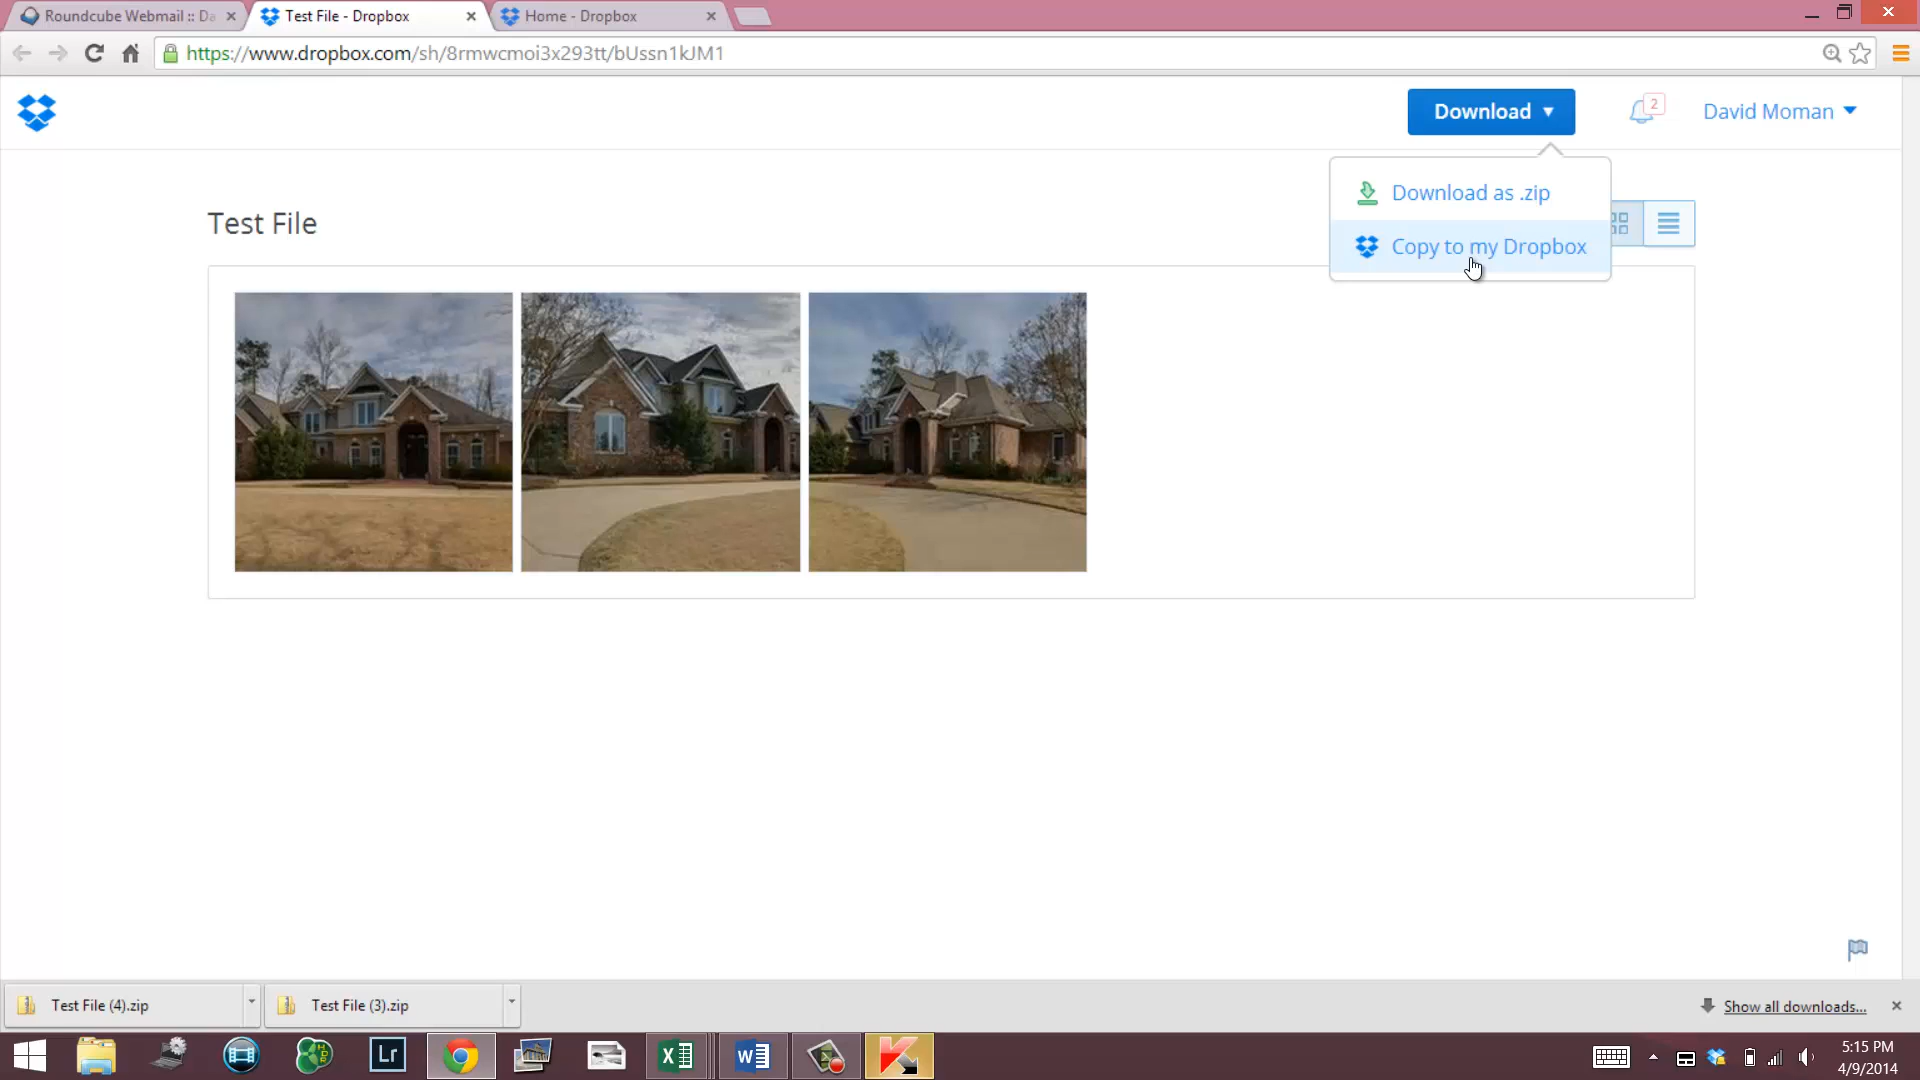 Roundcube Webmail :: Da
Test File - Dropbox
Home - Dropbox
https://www.dropbox.com/sh/8rmwcmoi3x293tt/bUssn1kJM1
Download
2
David Moman
Download as .zip
Copy to my Dropbox
Test File
Test File (4).zip
Test File (3).zip
Show all downloads...
Lr
5:15 PM
4/9/2014